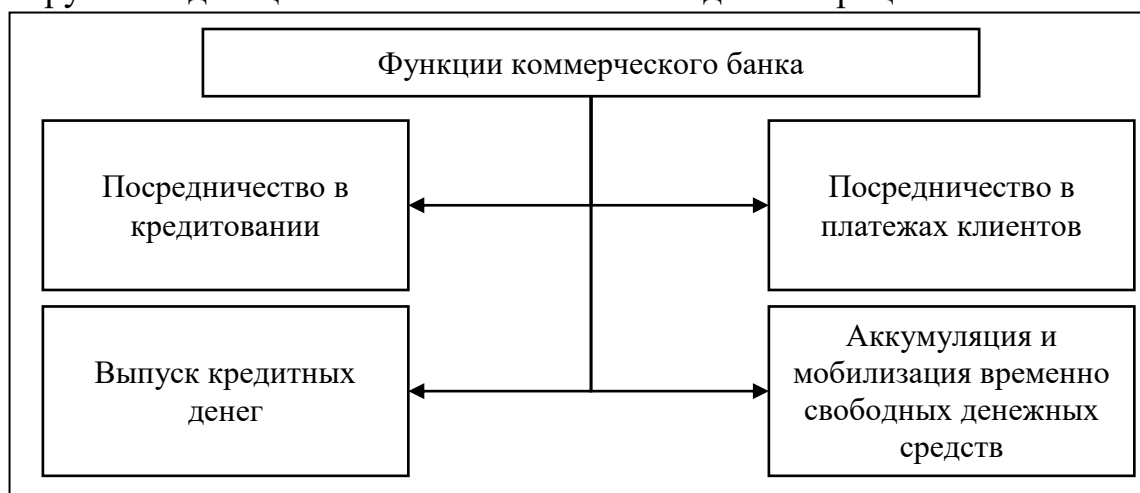 Функции коммерческого банка
Посредничество в
кредитовании
Посредничество в
платежах клиентов
Выпуск кредитных
денег
Аккумуляция и
мобилизация временно
свободных денежных
средств